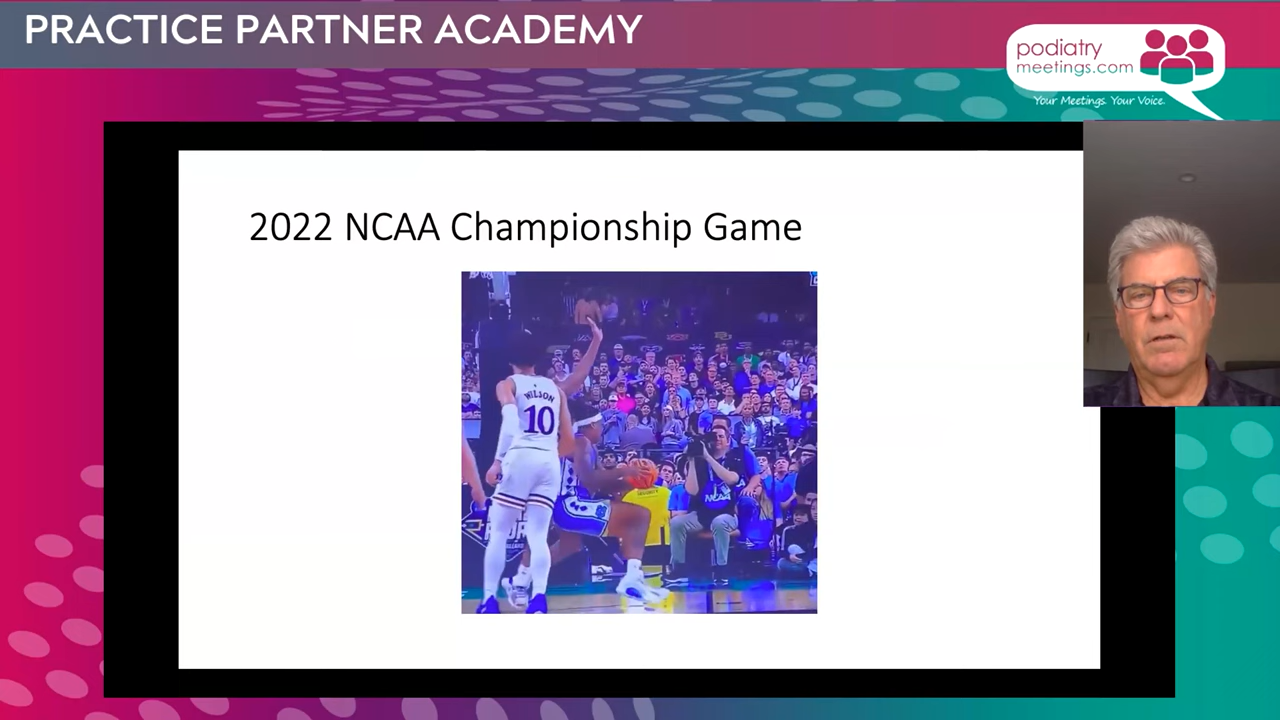 PRACTICE PARTNER ACADEMY
podiatry
meetings.com
Your Meetings. Your Voice.
2022 NCAA Championship Game
WILSON
10
NCAA